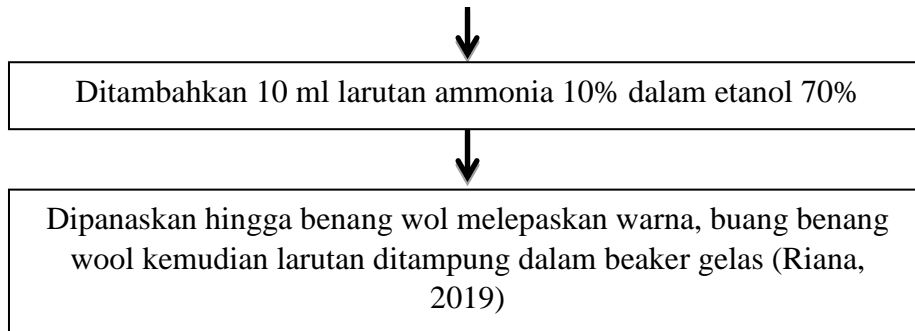 Ditambahkan 10 ml larutan ammonia 10% dalam etanol 70%
Dipanaskan hingga benang wol melepaskan warna, buang benang
wool kemudian larutan ditampung dalam beaker gelas (Riana,
2019)